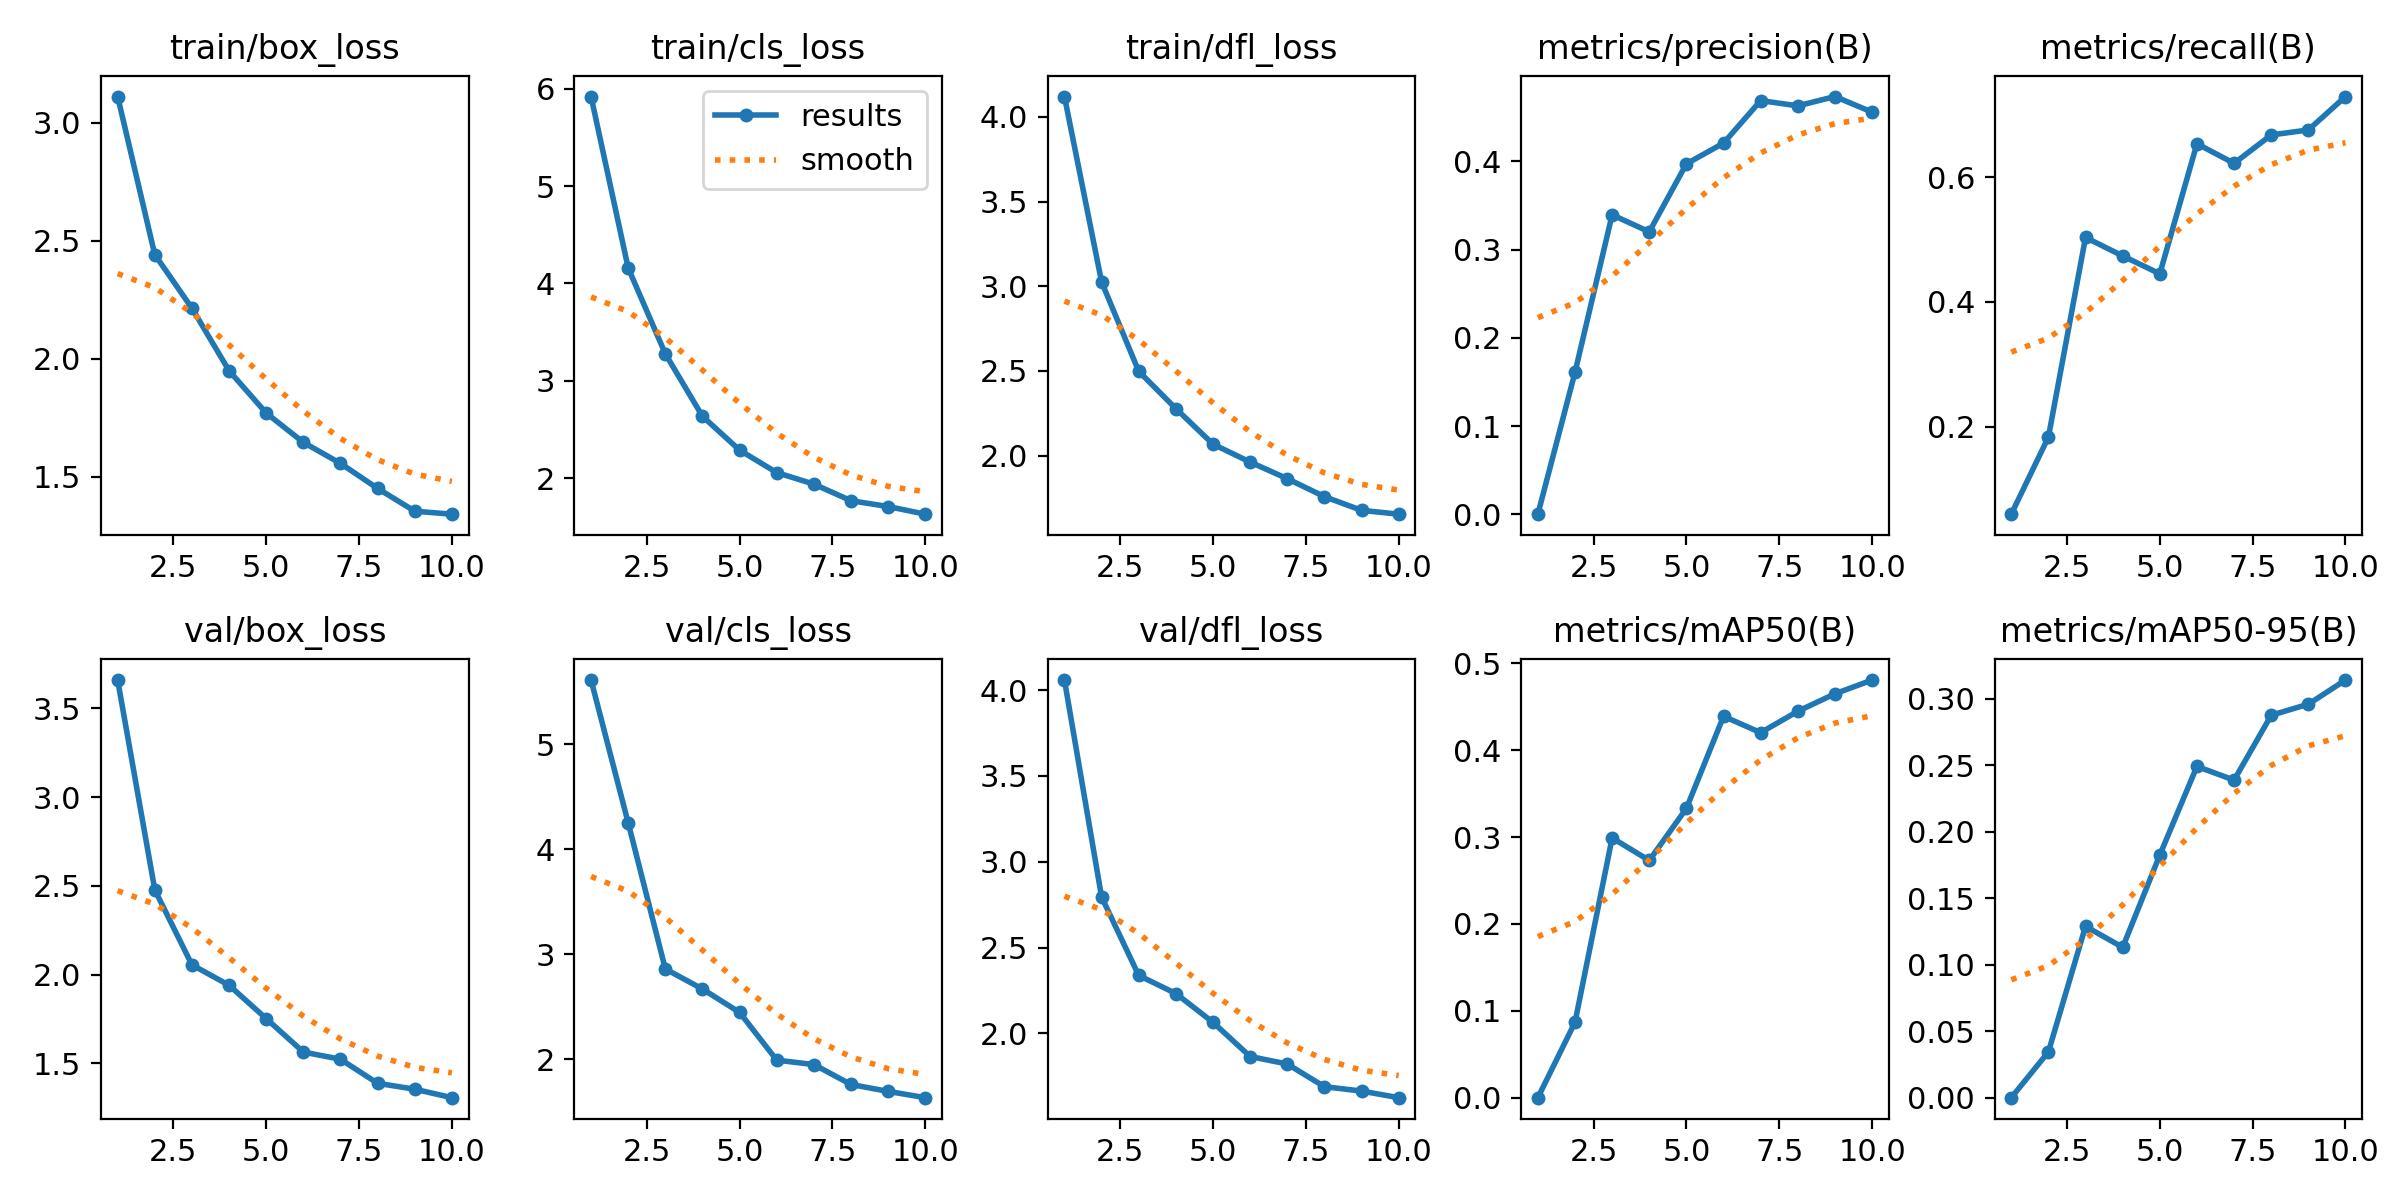 train/box_loss
3.0
2.5
2.0
1.5
2.5 5.0 7.5 10.0
train/cls_loss
results
smooth
6
5
4
3
2
2.5 5.0 7.5 10.0
train/dfl_loss
4.0
3.5
3.0
2.5
2.0
2.5 5.0 7.5 10.0
metrics/precision(B)
0.4
0.3
0.2
0.1
0.0
2.5 5.0 7.5 10.0
metrics/recall(B)
0.6
0.4
0.2
2.5 5.0 7.5 10.0
val/box_loss
3.5
3.0
2.5
2.0
1.5
2.5 5.0 7.5 10.0
val/cls_loss
5
4
3
2
2.5 5.0 7.5 10.0
val/dfl_loss
4.0
3.5
3.0
2.5
2.0
2.5 5.0 7.5 10.0
metrics/mAP50(B)
0.5
0.4
0.3
0.2
0.1
0.0
2.5 5.0 7.5 10.0
metrics/mAP50-95(B)
0.30
0.25
0.20
0.15
0.10
0.05
0.00
2.5 5.0 7.5 10.0